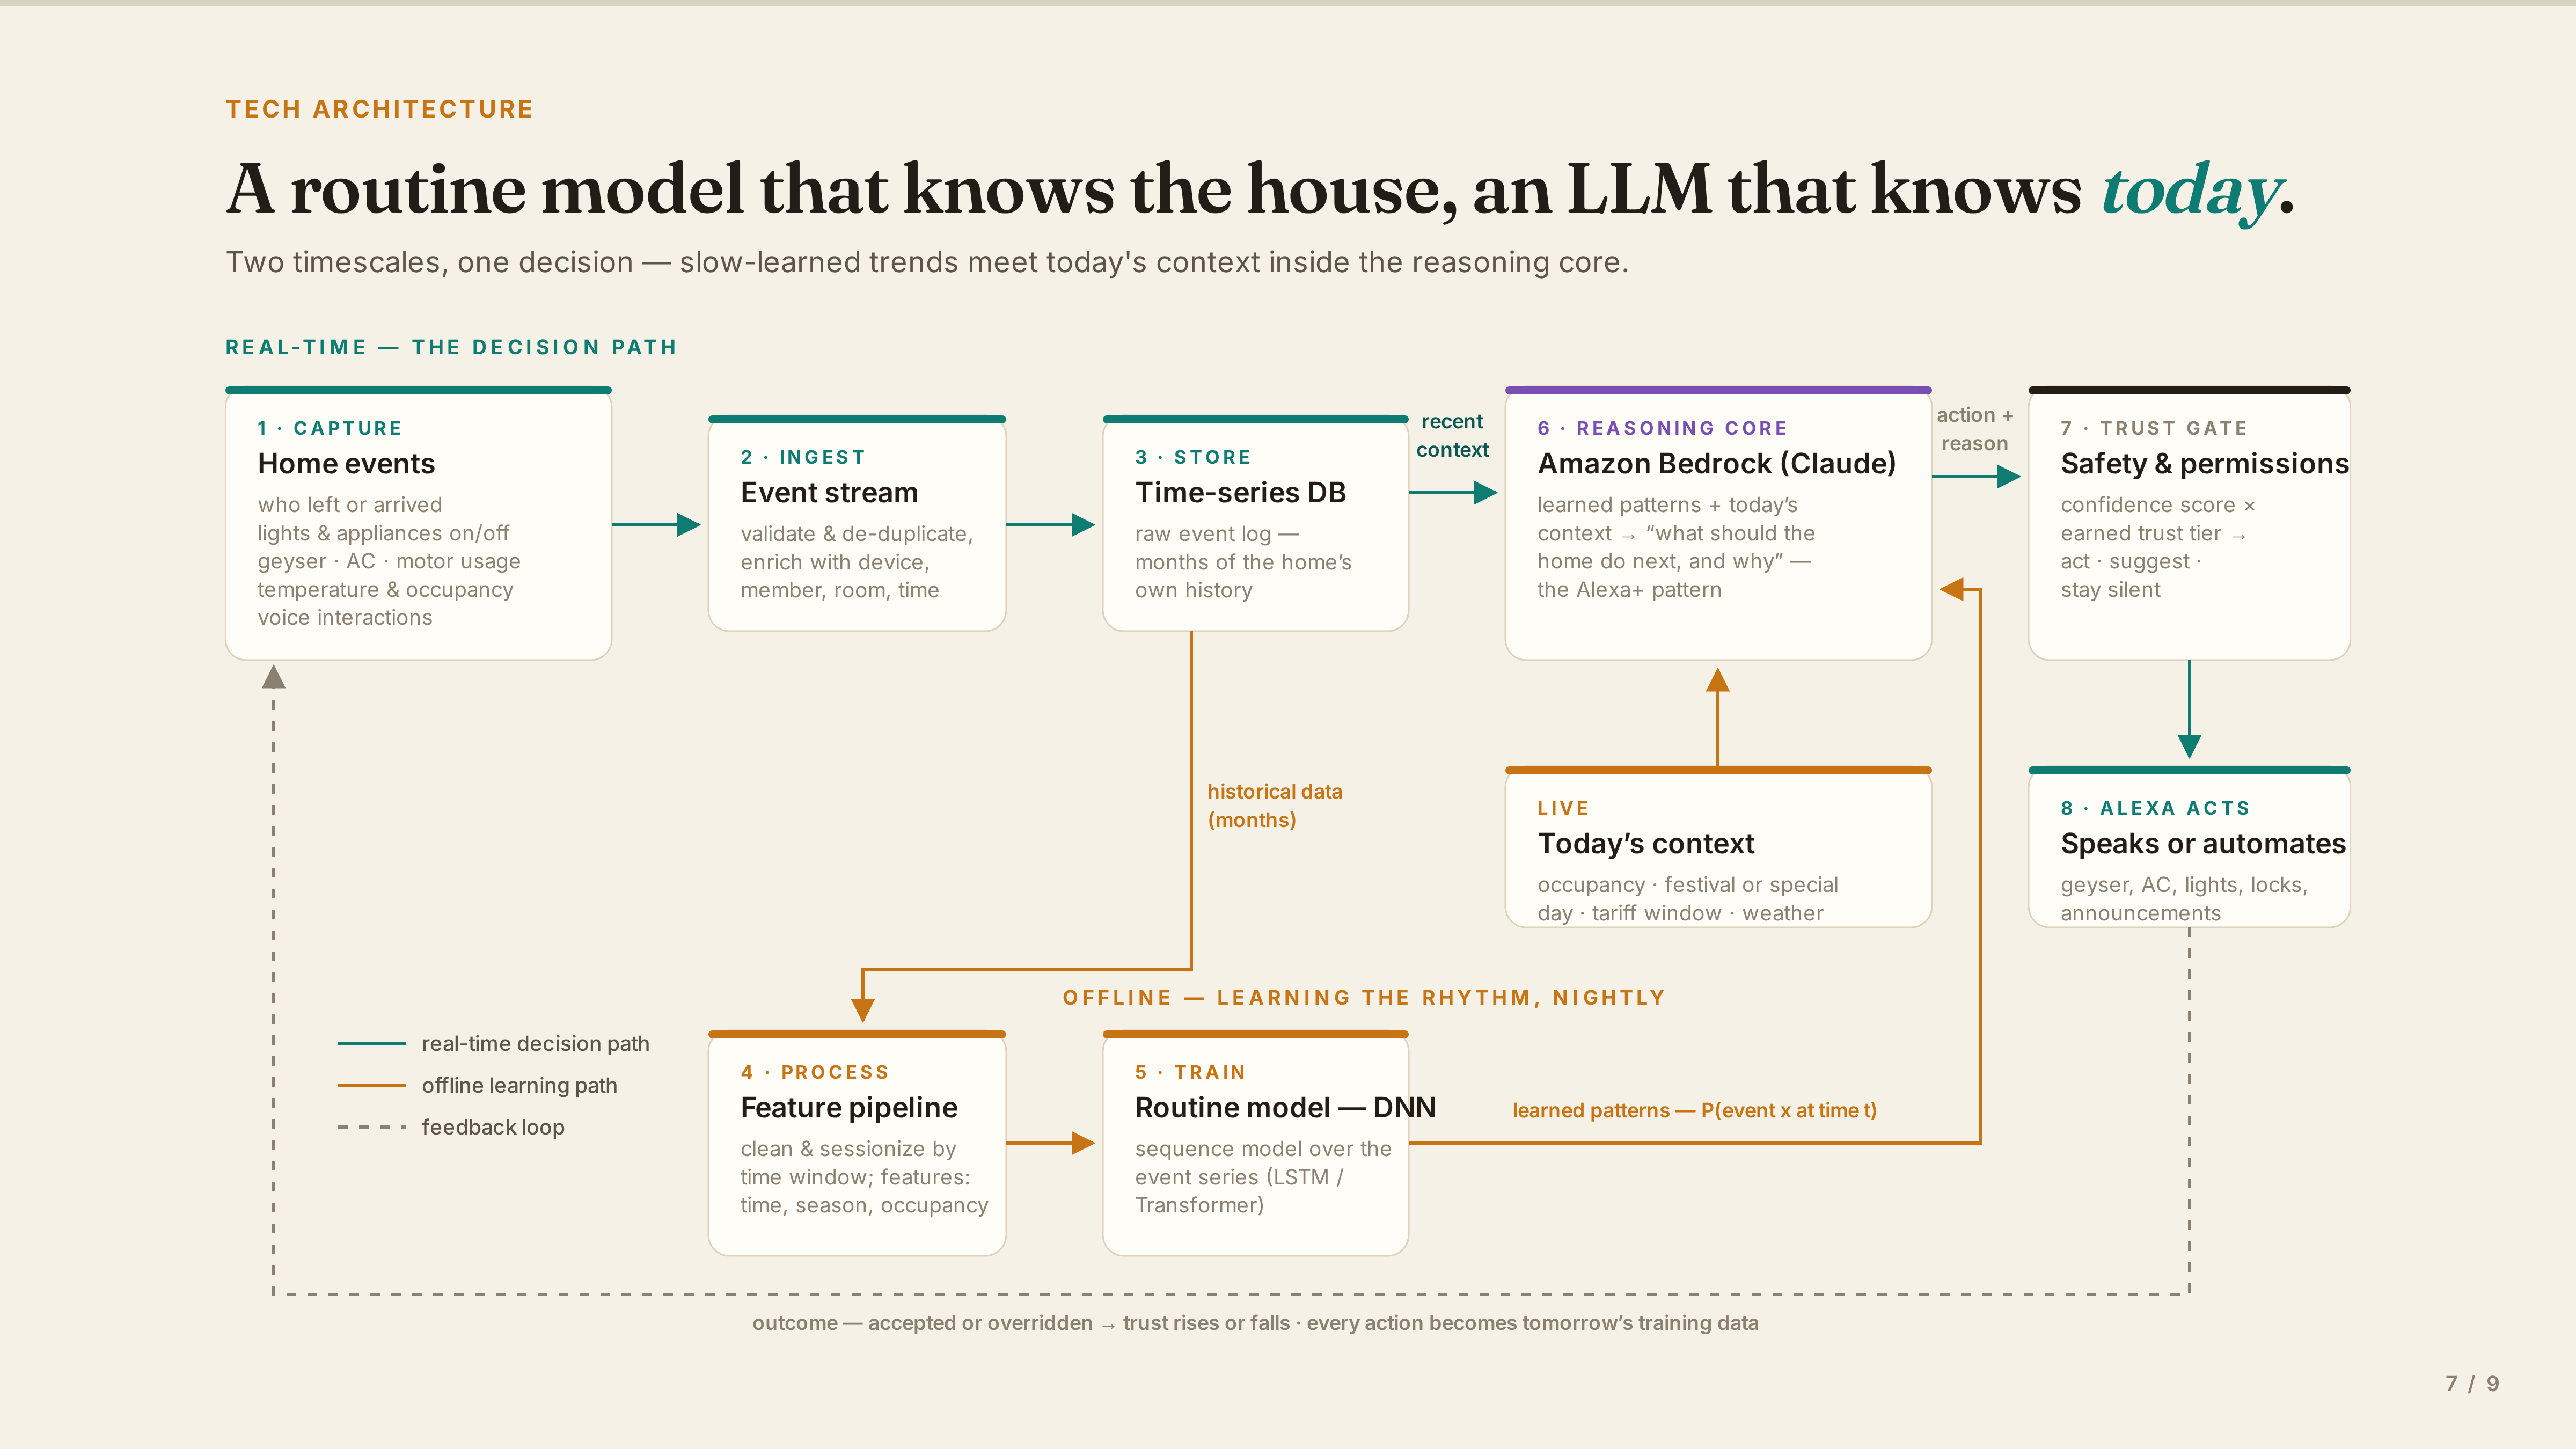 TECH ARCHITECTURE
A routine model that knows the house, an LLM that knows today.
Two timescales, one decision — slow-learned trends meet today's context inside the reasoning core.
REAL-TIME — THE DECISION PATH
1 · CAPTURE
Home events
who left or arrived
lights & appliances on/off
geyser · AC · motor usage
temperature & occupancy
voice interactions
2 · INGEST
Event stream
validate & de-duplicate,
enrich with device,
member, room, time
3 · STORE
Time-series DB
raw event log —
months of the home’s
own history
recent
context
6 · REASONING CORE
Amazon Bedrock (Claude)
learned patterns + today’s
context → “what should the
home do next, and why” —
the Alexa+ pattern
action +
reason
7 · TRUST GATE
Safety & permissions
confidence score ×
earned trust tier →
act · suggest ·
stay silent
historical data
(months)
LIVE
Today’s context
occupancy · festival or special
day · tariff window · weather
8 · ALEXA ACTS
Speaks or automates
geyser, AC, lights, locks,
announcements
OFFLINE — LEARNING THE RHYTHM, NIGHTLY
real-time decision path
offline learning path
feedback loop
4 · PROCESS
Feature pipeline
clean & sessionize by
time window; features:
time, season, occupancy
5 · TRAIN
Routine model — DNN
sequence model over the
event series (LSTM /
Transformer)
learned patterns — P(event x at time t)
outcome — accepted or overridden → trust rises or falls · every action becomes tomorrow’s training data
7 / 9